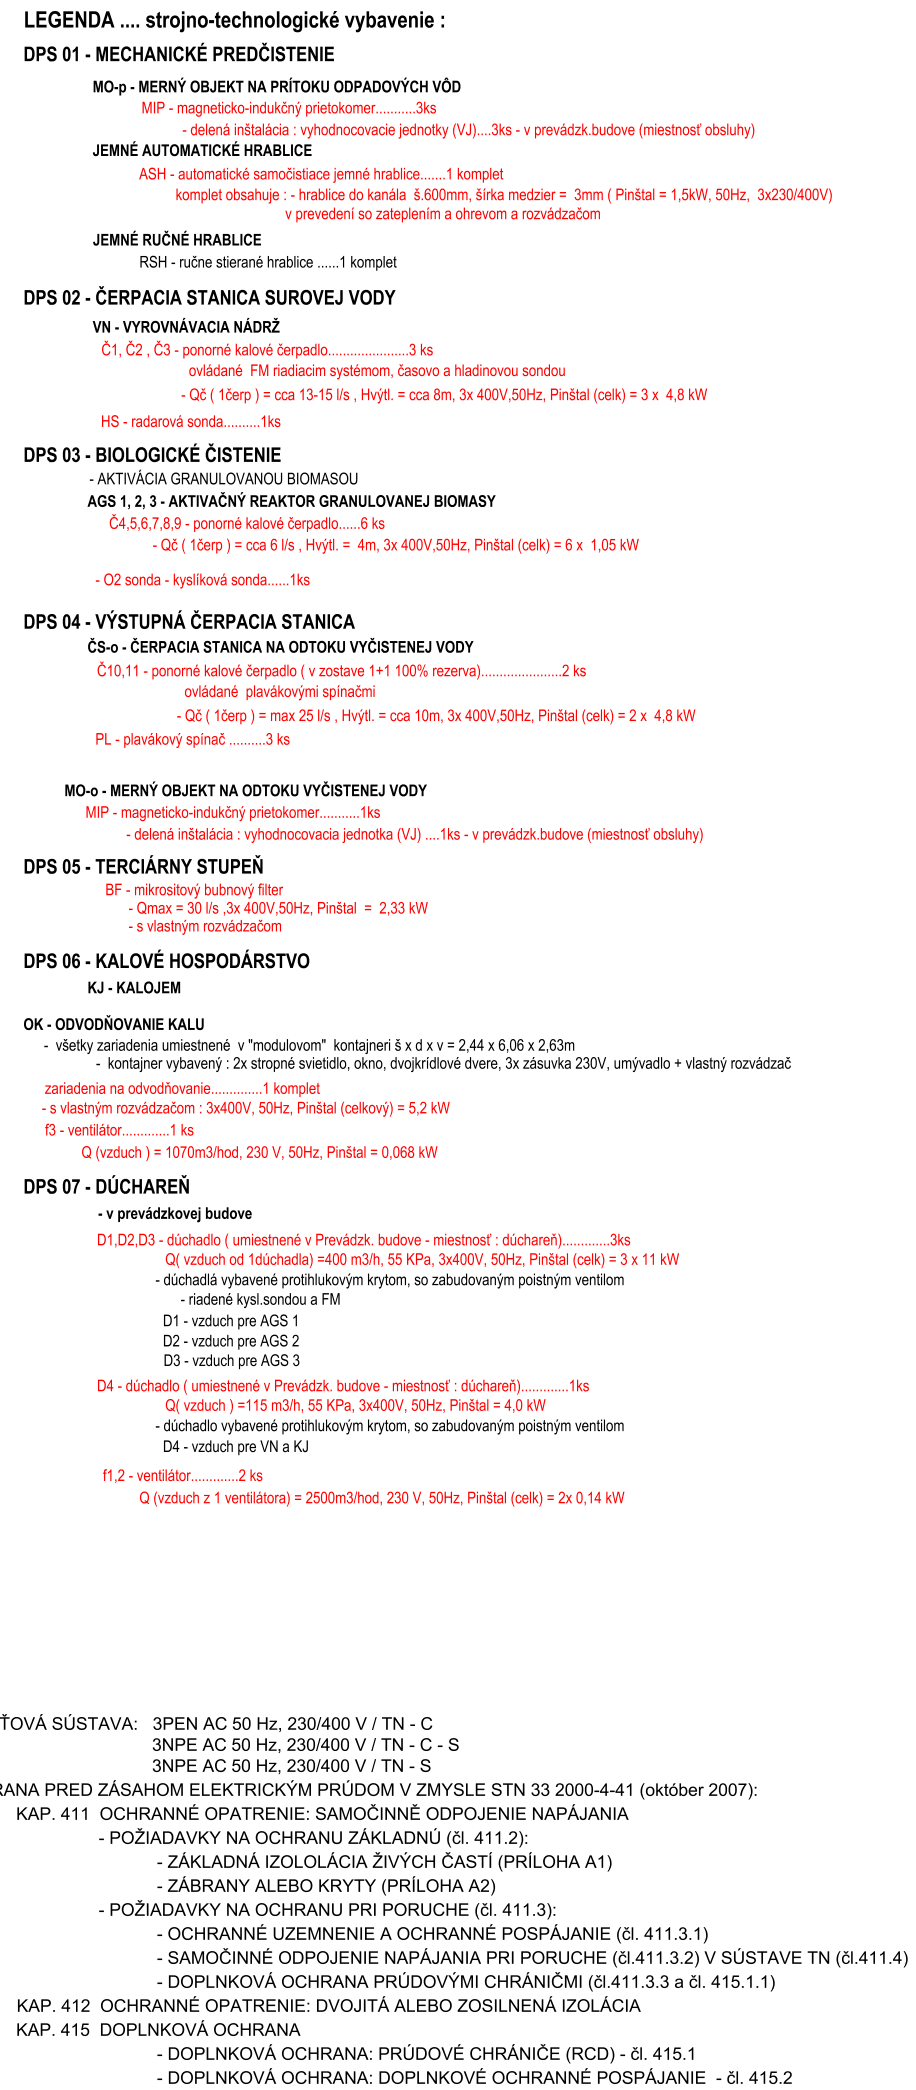 LEGENDA .... strojno-technologické vybavenie :
DPS 01 - MECHANICKÉ PREDČISTENIE
MO-p - MERNÝ OBJEKT NA PRÍTOKU ODPADOVÝCH VÔD
MIP - magneticko-indukčný prietokomer...........3ks
- delená inštalácia : vyhodnocovacie jednotky (VJ)....3ks - v prevádzk.budove (miestnosť obsluhy)
JEMNÉ AUTOMATICKÉ HRABLICE
ASH - automatické samočistiace jemné hrablice.......1 komplet
komplet obsahuje : - hrablice do kanála  š.600mm, šírka medzier =  3mm ( Pinštal = 1,5kW, 50Hz,  3x230/400V)
v prevedení so zateplením a ohrevom a rozvádzačom
JEMNÉ RUČNÉ HRABLICE
RSH - ručne stierané hrablice ......1 komplet
DPS 02 - ČERPACIA STANICA SUROVEJ VODY
VN - VYROVNÁVACIA NÁDRŽ
Č1, Č2 , Č3 - ponorné kalové čerpadlo......................3 ks
ovládané  FM riadiacim systémom, časovo a hladinovou sondou
- Qč ( 1čerp ) = cca 13-15 l/s , Hvýtl. = cca 8m, 3x 400V,50Hz, Pinštal (celk) = 3 x  4,8 kW
HS - radarová sonda..........1ks
DPS 03 - BIOLOGICKÉ ČISTENIE
- AKTIVÁCIA GRANULOVANOU BIOMASOU
AGS 1, 2, 3 - AKTIVAČNÝ REAKTOR GRANULOVANEJ BIOMASY
Č4,5,6,7,8,9 - ponorné kalové čerpadlo......6 ks
- Qč ( 1čerp ) = cca 6 l/s , Hvýtl. =  4m, 3x 400V,50Hz, Pinštal (celk) = 6 x  1,05 kW
- O2 sonda - kyslíková sonda......1ks
DPS 04 - VÝSTUPNÁ ČERPACIA STANICA
ČS-o - ČERPACIA STANICA NA ODTOKU VYČISTENEJ VODY
Č10,11 - ponorné kalové čerpadlo ( v zostave 1+1 100% rezerva)......................2 ks
ovládané  plavákovými spínačmi
- Qč ( 1čerp ) = max 25 l/s , Hvýtl. = cca 10m, 3x 400V,50Hz, Pinštal (celk) = 2 x  4,8 kW
PL - plavákový spínač ..........3 ks
MO-o - MERNÝ OBJEKT NA ODTOKU VYČISTENEJ VODY
MIP - magneticko-indukčný prietokomer...........1ks
- delená inštalácia : vyhodnocovacia jednotka (VJ) ....1ks - v prevádzk.budove (miestnosť obsluhy)
DPS 05 - TERCIÁRNY STUPEŇ
BF - mikrositový bubnový filter
- Qmax = 30 l/s ,3x 400V,50Hz, Pinštal  =  2,33 kW
- s vlastným rozvádzačom
DPS 06 - KALOVÉ HOSPODÁRSTVO
KJ - KALOJEM
OK - ODVODŇOVANIE KALU
-  všetky zariadenia umiestnené  v "modulovom"  kontajneri š x d x v = 2,44 x 6,06 x 2,63m
-  kontajner vybavený : 2x stropné svietidlo, okno, dvojkrídlové dvere, 3x zásuvka 230V, umývadlo + vlastný rozvádzač
zariadenia na odvodňovanie..............1 komplet
- s vlastným rozvádzačom : 3x400V, 50Hz, Pinštal (celkový) = 5,2 kW
f3 - ventilátor.............1 ks
Q (vzduch ) = 1070m3/hod, 230 V, 50Hz, Pinštal = 0,068 kW
DPS 07 - DÚCHAREŇ
- v prevádzkovej budove
D1,D2,D3 - dúchadlo ( umiestnené v Prevádzk. budove - miestnosť : dúchareň).............3ks
Q( vzduch od 1dúchadla) =400 m3/h, 55 KPa, 3x400V, 50Hz, Pinštal (celk) = 3 x 11 kW
- dúchadlá vybavené protihlukovým krytom, so zabudovaným poistným ventilom
- riadené kysl.sondou a FM
D1 - vzduch pre AGS 1
D2 - vzduch pre AGS 2
D3 - vzduch pre AGS 3
D4 - dúchadlo ( umiestnené v Prevádzk. budove - miestnosť : dúchareň).............1ks
Q( vzduch ) =115 m3/h, 55 KPa, 3x400V, 50Hz, Pinštal = 4,0 kW
- dúchadlo vybavené protihlukovým krytom, so zabudovaným poistným ventilom
D4 - vzduch pre VN a KJ
f1,2 - ventilátor.............2 ks
Q (vzduch z 1 ventilátora) = 2500m3/hod, 230 V, 50Hz, Pinštal (celk) = 2x 0,14 kW
ŤOVÁ SÚSTAVA:   3PEN AC 50 Hz, 230/400 V / TN - C
3NPE AC 50 Hz, 230/400 V / TN - C - S
3NPE AC 50 Hz, 230/400 V / TN - S
RANA PRED ZÁSAHOM ELEKTRICKÝM PRÚDOM V ZMYSLE STN 33 2000-4-41 (október 2007):
KAP. 411  OCHRANNÉ OPATRENIE: SAMOČINNĚ ODPOJENIE NAPÁJANIA
- POŽIADAVKY NA OCHRANU ZÁKLADNÚ (čl. 411.2):
- ZÁKLADNÁ IZOLOLÁCIA ŽIVÝCH ČASTÍ (PRÍLOHA A1)
- ZÁBRANY ALEBO KRYTY (PRÍLOHA A2)
- POŽIADAVKY NA OCHRANU PRI PORUCHE (čl. 411.3):
- OCHRANNÉ UZEMNENIE A OCHRANNÉ POSPÁJANIE (čl. 411.3.1)
- SAMOČINNÉ ODPOJENIE NAPÁJANIA PRI PORUCHE (čl.411.3.2) V SÚSTAVE TN (čl.411.4)
- DOPLNKOVÁ OCHRANA PRÚDOVÝMI CHRÁNIČMI (čl.411.3.3 a čl. 415.1.1)
KAP. 412  OCHRANNÉ OPATRENIE: DVOJITÁ ALEBO ZOSILNENÁ IZOLÁCIA
KAP. 415  DOPLNKOVÁ OCHRANA
- DOPLNKOVÁ OCHRANA: PRÚDOVÉ CHRÁNIČE (RCD) - čl. 415.1
- DOPLNKOVÁ OCHRANA: DOPLNKOVÉ OCHRANNÉ POSPÁJANIE  - čl. 415.2